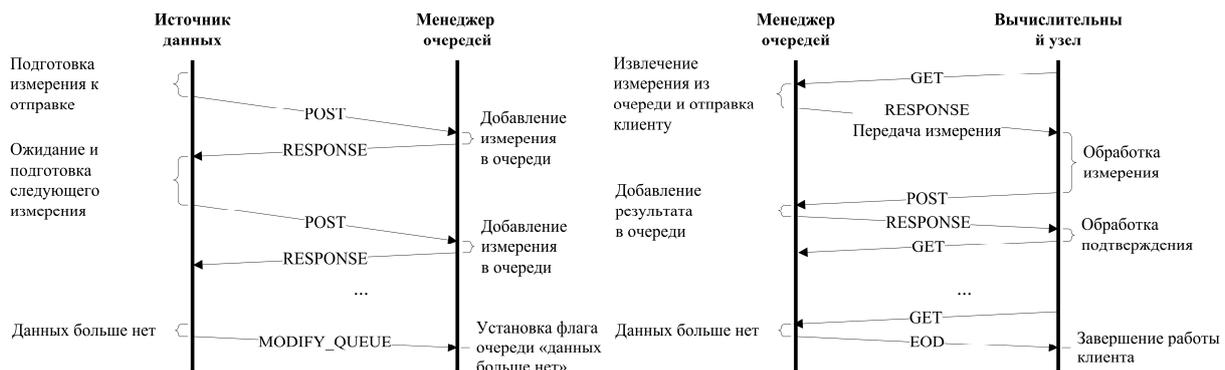 Источник
данных
Менеджер
очередей
Подготовка
измерения к
отправке
POST
Добавление
измерения
в очереди
RESPONSE
Ожидание и
подготовка
следующего
измерения
POST
Добавление
измерения
в очереди
RESPONSE
...
Данных больше нет
MODIFY_QUEUE
Установка флага
очереди «данных
больше нет»
Менеджер
очередей
Вычислительны
й узел
Извлечение
измерения из
очереди и отправка
клиенту
GET
RESPONSE
Передача измерения
Обработка
измерения
Добавление
результата
в очереди
POST
RESPONSE
Обработка
подтверждения
GET
...
Данных больше нет
GET
EOD
Завершение работы
клиента